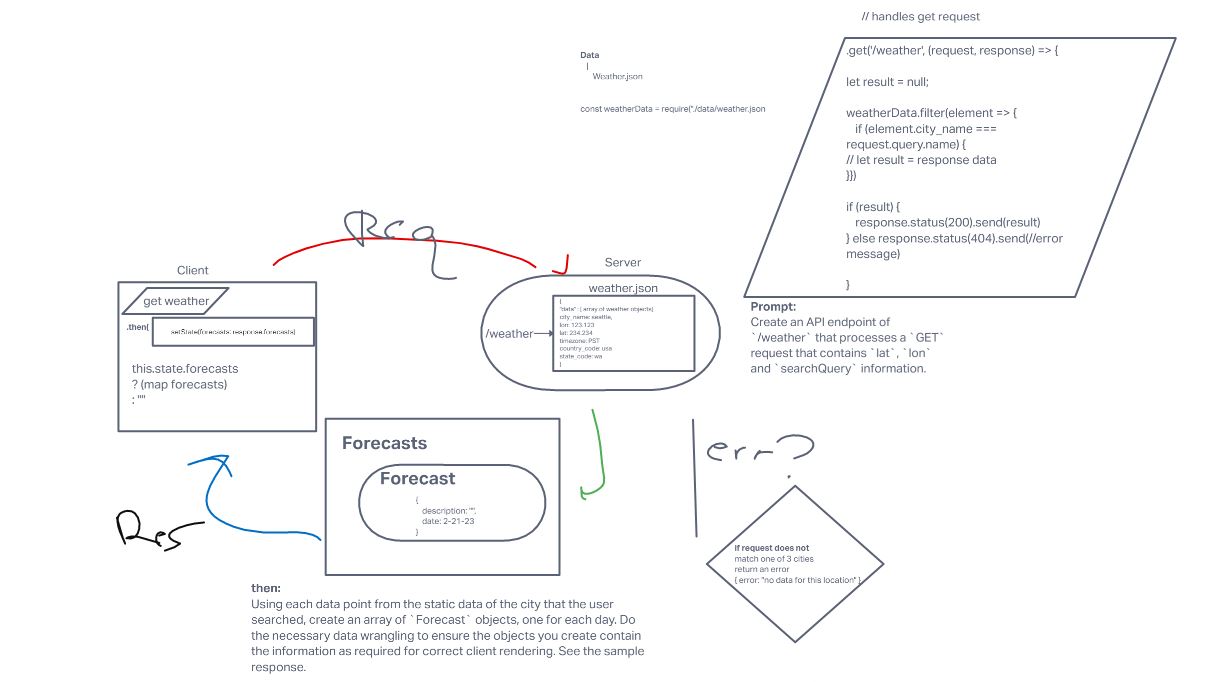 // handles get request
.get('/weather', (request, response) => {
let result = null;
weatherData.filter(element => {
if (element.city_name ===
request.query.name) {
// let result = response data
}})
if (result) {
response.status(200).send(result)
} else response.status(404).send(//error
message)
}
Data
|
Weather.json
const weatherData = require("./data/weather.json
Req
Client
get weather
.then(
setState(forecasts: response.forecasts)
this.state.forecasts
? (map forecasts)
: ""
Server
weather.json
/weather
{
"data" : [ array of weather objects]
city_name: seattle,
lon: 123.123
lat: 234.234
timezone: PST
country_code: usa
state_code: wa
}
Prompt:
Create an API endpoint of
`/weather` that processes a `GET`
request that contains `lat`, `lon`
and `searchQuery` information.
Forecasts
Forecast
{
description: "",
date: 2-21-23
}
err?
If request does not
match one of 3 cities
return an error
{ error: "no data for this location" }
Res
then:
Using each data point from the static data of the city that the user
searched, create an array of `Forecast` objects, one for each day. Do
the necessary data wrangling to ensure the objects you create contain
the information as required for correct client rendering. See the sample
response.